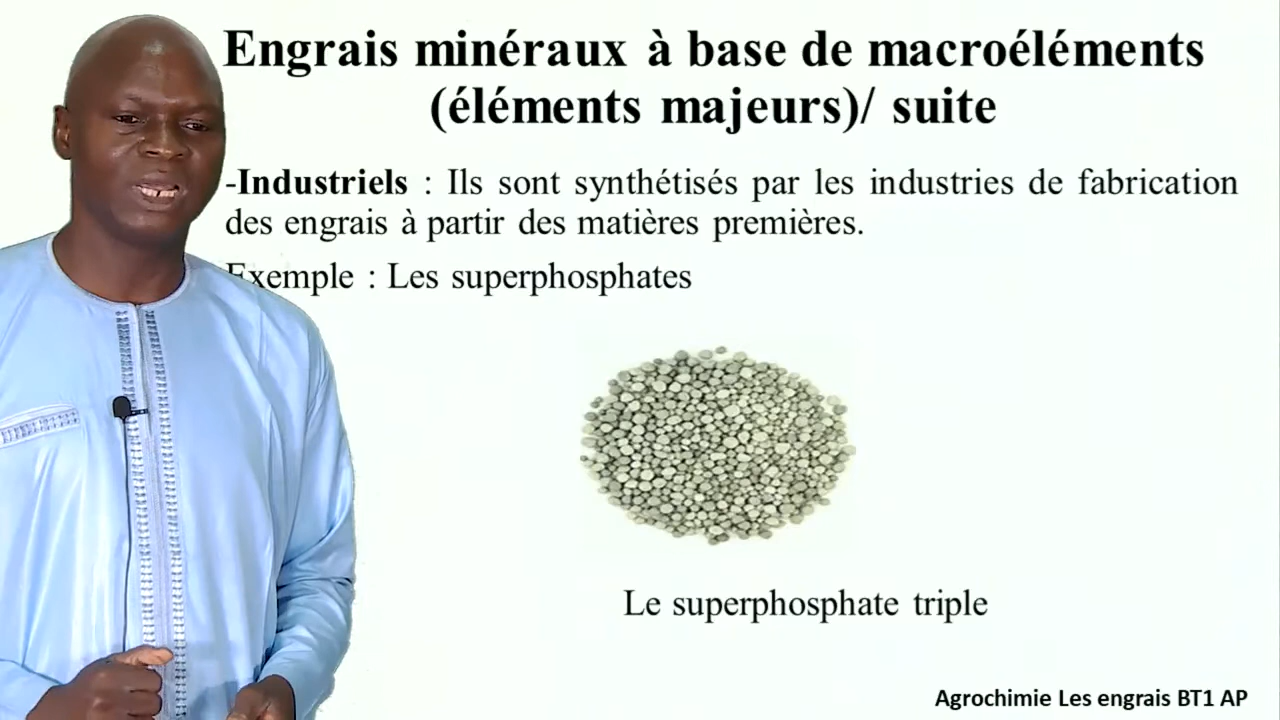 Engrais minéraux à base de macroéléments
(éléments majeurs)/ suite
-Industriels : Ils sont synthétisés par les industries de fabrication
des engrais à partir des matières premières.
Exemple : Les superphosphates
Le superphosphate triple
Agrochimie Les engrais BT1 AP